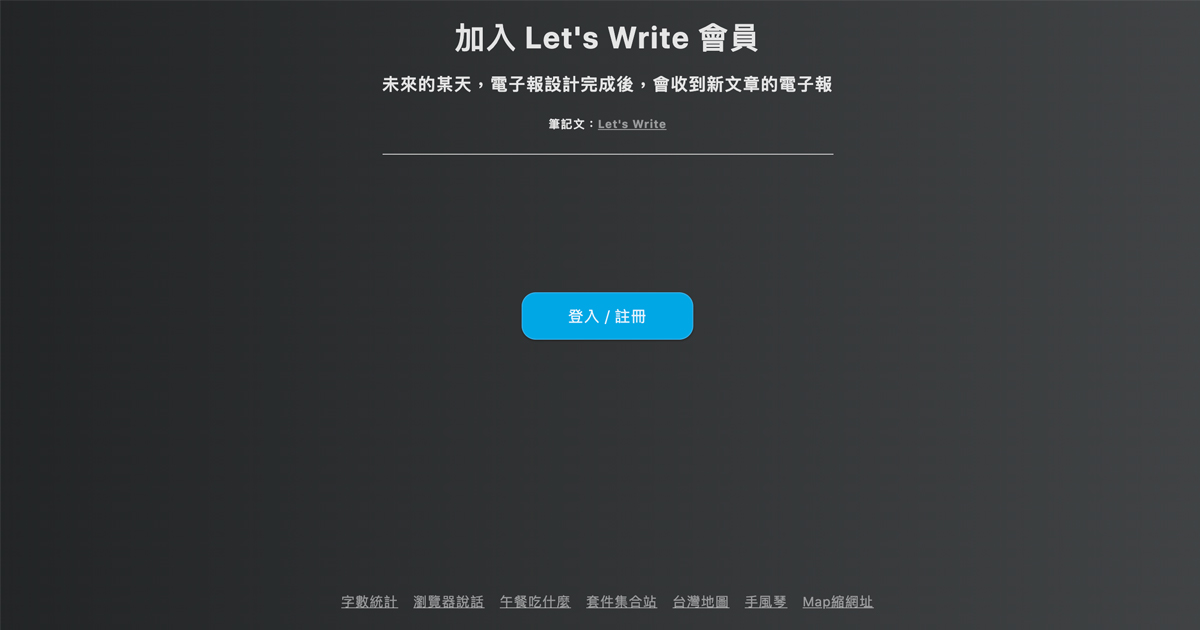 加入 Let's Write 會員
未來的某天，電子報設計完成後，會收到新文章的電子報
筆記文：Let's Write
登入 / 註冊
字數統計 瀏覽器說話 午餐吃什麼 套件集合站 台灣地圖 手風琴 Map縮網址